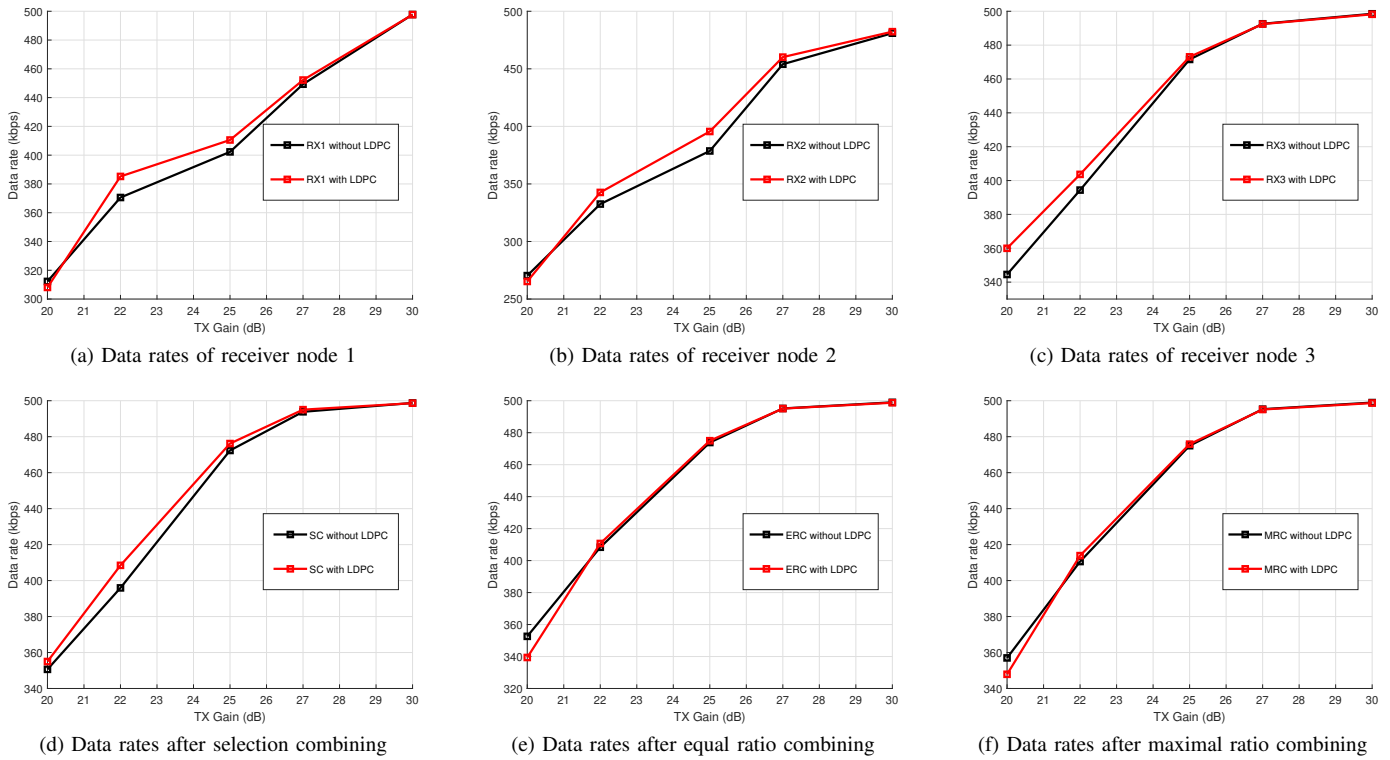 500
480
460
440
420
400
380
360
340
320
300
20 21 22 23 24 25 26 27 28 29 30
TX Gain (dB)
Data rate (kbps)
RX1 without LDPC
RX1 with LDPC
(a) Data rates of receiver node 1
500
450
400
350
300
250
20 21 22 23 24 25 26 27 28 29 30
TX Gain (dB)
Data rate (kbps)
RX2 without LDPC
RX2 with LDPC
(b) Data rates of receiver node 2
500
480
460
440
420
400
380
360
340
20 21 22 23 24 25 26 27 28 29 30
TX Gain (dB)
Data rate (kbps)
RX3 without LDPC
RX3 with LDPC
(c) Data rates of receiver node 3
500
480
460
440
420
400
380
360
340
20 21 22 23 24 25 26 27 28 29 30
TX Gain (dB)
Data rate (kbps)
SC without LDPC
SC with LDPC
(d) Data rates after selection combining
500
480
460
440
420
400
380
360
340
320
20 21 22 23 24 25 26 27 28 29 30
TX Gain (dB)
Data rate (kbps)
ERC without LDPC
ERC with LDPC
(e) Data rates after equal ratio combining
500
480
460
440
420
400
380
360
340
20 21 22 23 24 25 26 27 28 29 30
TX Gain (dB)
Data rate (kbps)
MRC without LDPC
MRC with LDPC
(f) Data rates after maximal ratio combining